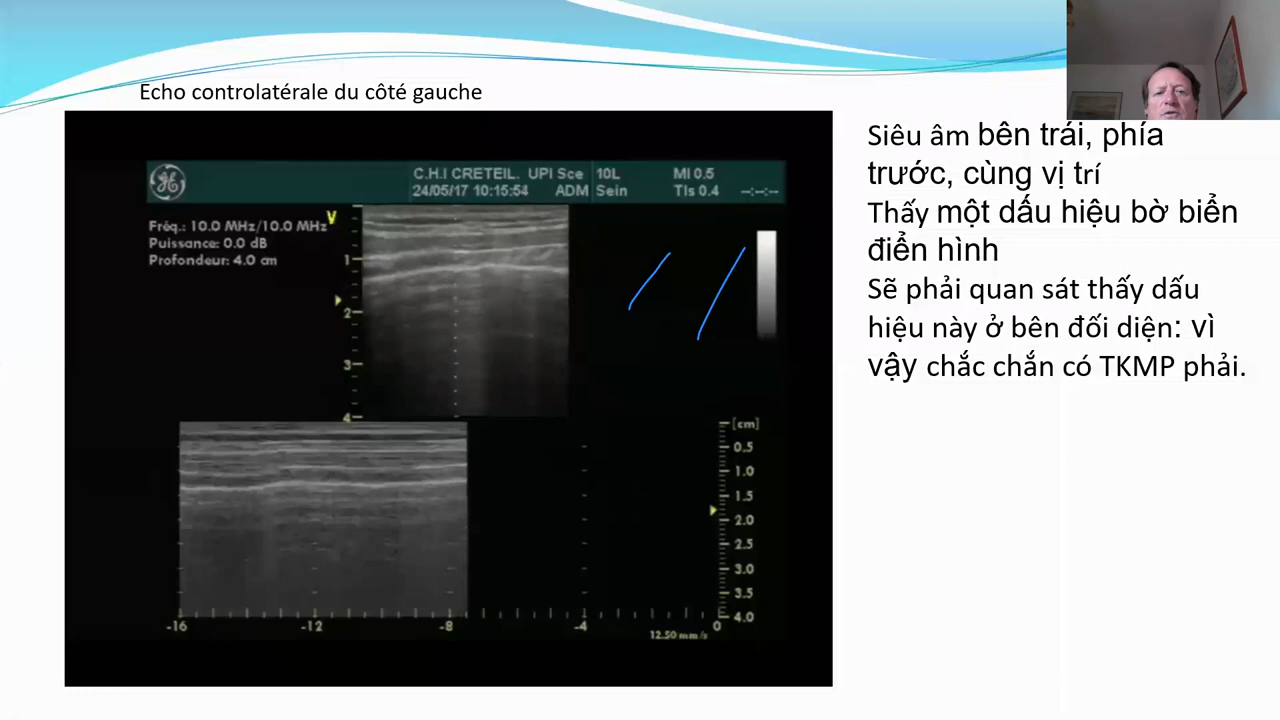 Echo controlatérale du côté gauche
C.H.I CRETEIL. UPI Sce 10L MI 0.5
24/05/17 10:15:54 ADM Sein TIs 0.4 --:--:--
Fréq.: 10.0 MHz/10.0 MHz
Puissance: 0.0 dB
Profondeur: 4.0 cm
V
1
2
3
4
[cm]
0.5
1.0
1.5
2.0
2.5
3.0
3.5
4.0
-16 -12 -8 -4 0
12.50 mm/s
Siêu âm bên trái, phía
trước, cùng vị trí
Thấy một dấu hiệu bờ biển
điển hình
Sẽ phải quan sát thấy dấu
hiệu này ở bên đối diện: vì
vậy chắc chắn có TKMP phải.